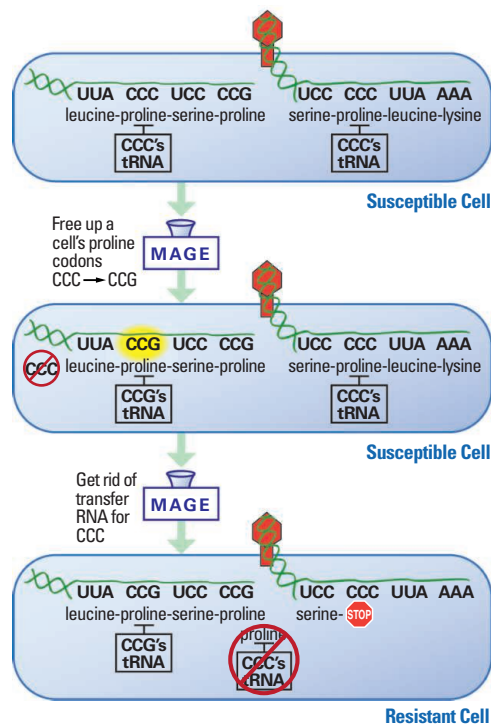 UUA CCC UCC CCG
leucine-proline-serine-proline
CCC's
tRNA
UCC CCC UUA AAA
serine-proline-leucine-lysine
CCC's
tRNA
Susceptible Cell
Free up a
cell's proline
codons
CCC → CCG
MAGE
UUA CCG UCC CCG
CCC leucine-proline-serine-proline
CCG's
tRNA
UCC CCC UUA AAA
serine-proline-leucine-lysine
CCC's
tRNA
Susceptible Cell
Get rid of
transfer
RNA for
CCC
MAGE
UUA CCG UCC CCG
leucine-proline-serine-proline
CCG's
tRNA
UCC CCC UUA AAA
serine- STOP
proline
CCC's
tRNA
Resistant Cell